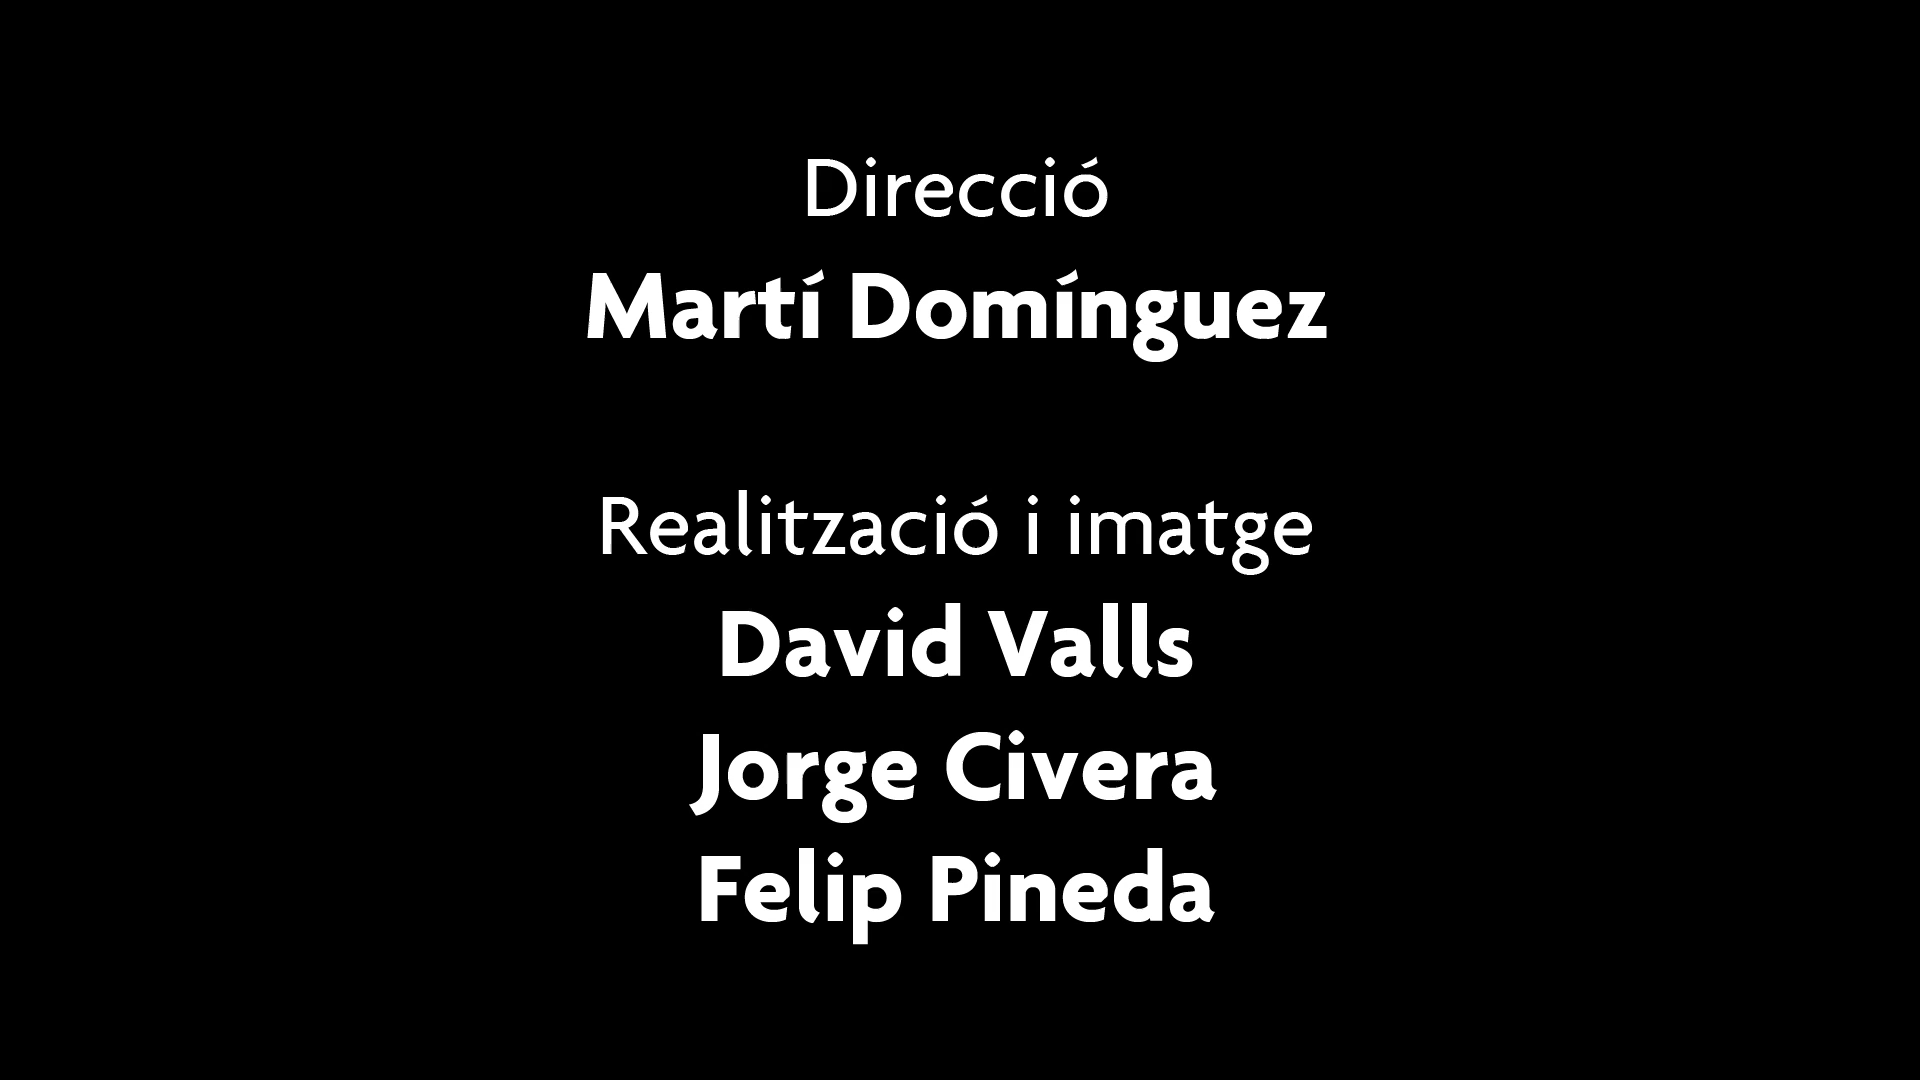 Direcció
Martí Domínguez
Realització i imatge
David Valls
Jorge Civera
Felip Pineda